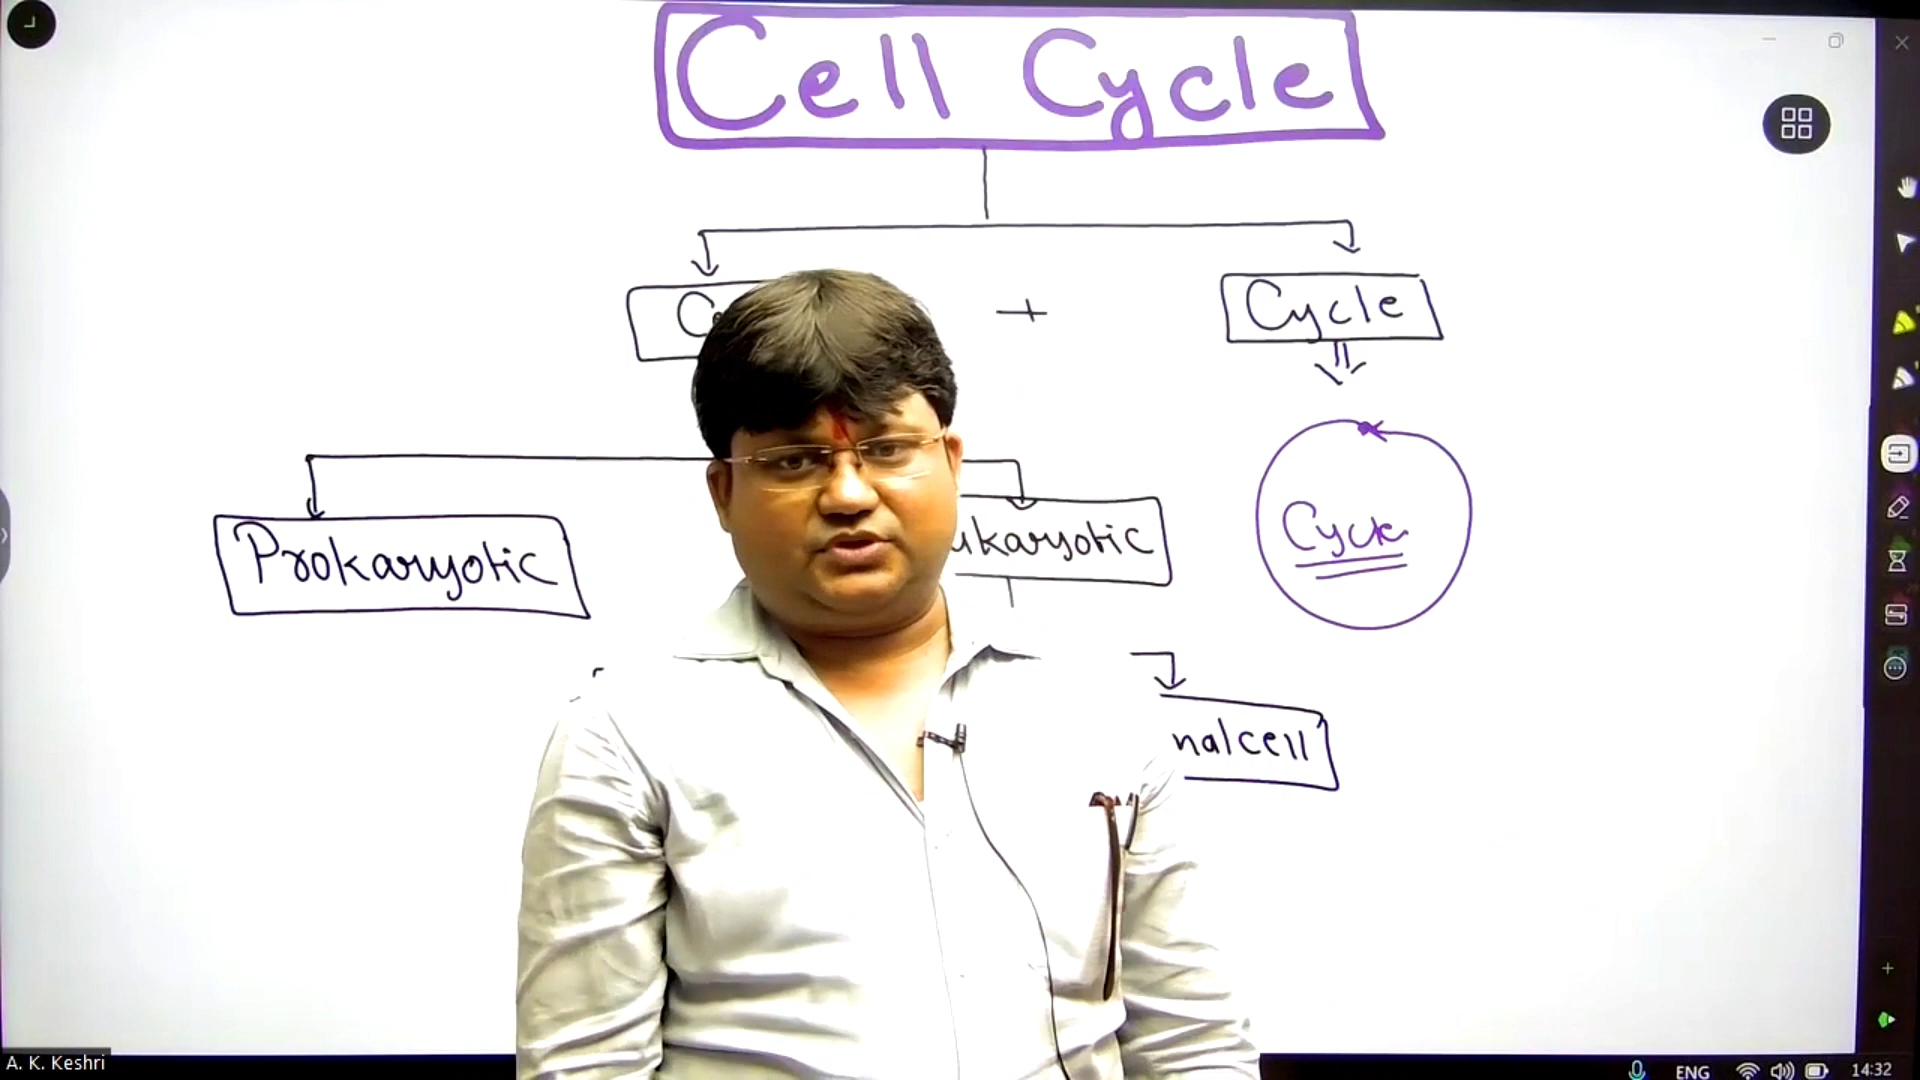 Cell Cycle
+ Cycle
Cycle
Prokaryotic
ukaryotic
nalcell
A. K. Keshri
ENG 14:32